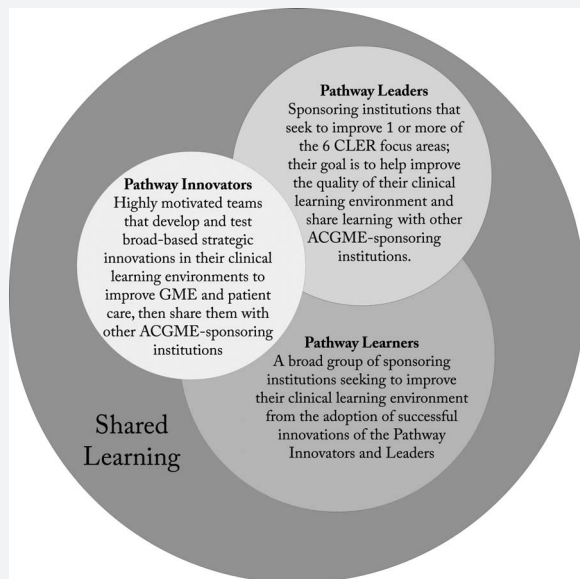 Pathway Leaders
Sponsoring institutions that
seek to improve 1 or more of
the 6 CLER focus areas;
their goal is to help improve
the quality of their clinical
learning environment and
share learning with other
ACGME-sponsoring
institutions.
Pathway Innovators
Highly motivated teams
that develop and test
broad-based strategic
innovations in their clinical
learning environments to
improve GME and patient
care, then share them with
other ACGME-sponsoring
institutions
Pathway Learners
A broad group of sponsoring
institutions seeking to improve
their clinical learning environment
from the adoption of successful
innovations of the Pathway
Innovators and Leaders
Shared
Learning